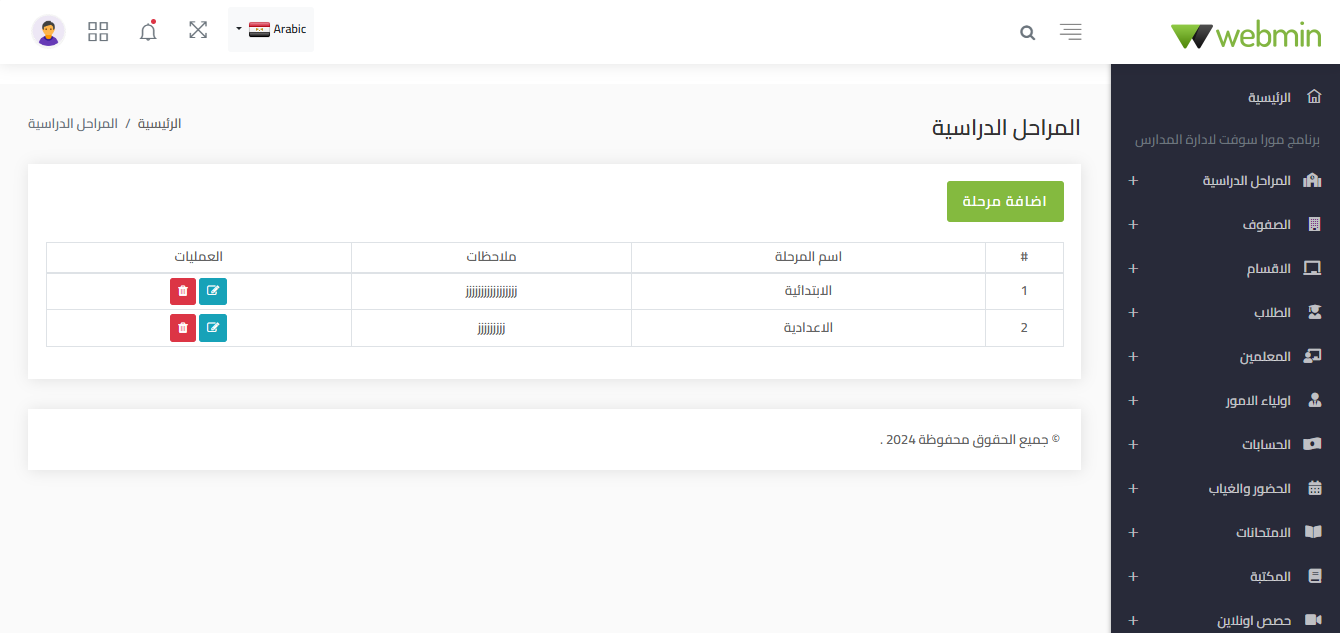 webmin
Arabic
الرئيسية
برنامج مورا سوفت لادارة المدارس
المراحل الدراسية
الصفوف
الاقسام
الطلاب
المعلمين
اولياء الامور
الحسابات
الحضور والغياب
الامتحانات
المكتبة
حصص اونلاين
المراحل الدراسية
الرئيسية / المراحل الدراسية
اضافة مرحلة
# اسم المرحلة ملاحظات العمليات
1 الابتدائية jjjjjjjjjjjjjjjjj
2 الاعدادية jjjjjjjjj
© جميع الحقوق محفوظة 2024 .